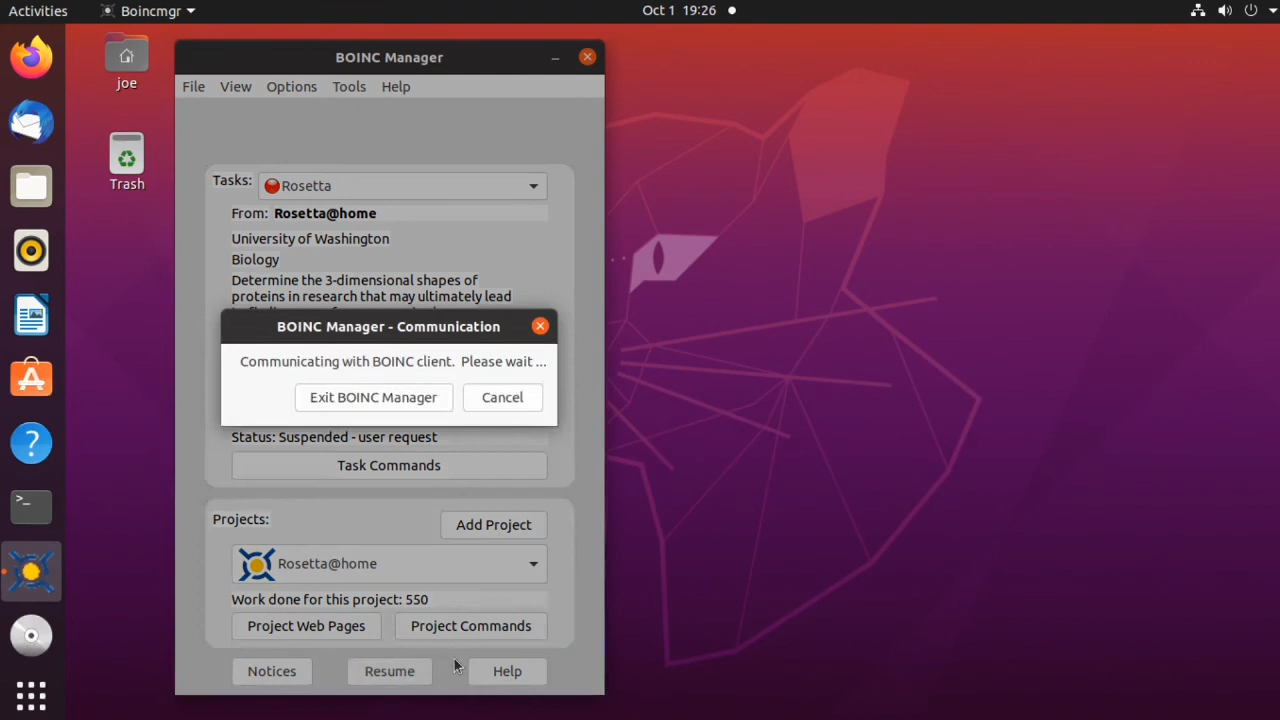 Activities
Boincmgr
Oct 1 19:26
joe
Trash
BOINC Manager
File View Options Tools Help
Tasks: Rosetta
From: Rosetta@home
University of Washington
Biology
Determine the 3-dimensional shapes of
proteins in research that may ultimately lead
BOINC Manager - Communication
Communicating with BOINC client. Please wait ...
Exit BOINC Manager
Cancel
Status: Suspended - user request
Task Commands
Projects:
Add Project
Rosetta@home
Work done for this project: 550
Project Web Pages
Project Commands
Notices
Resume
Help